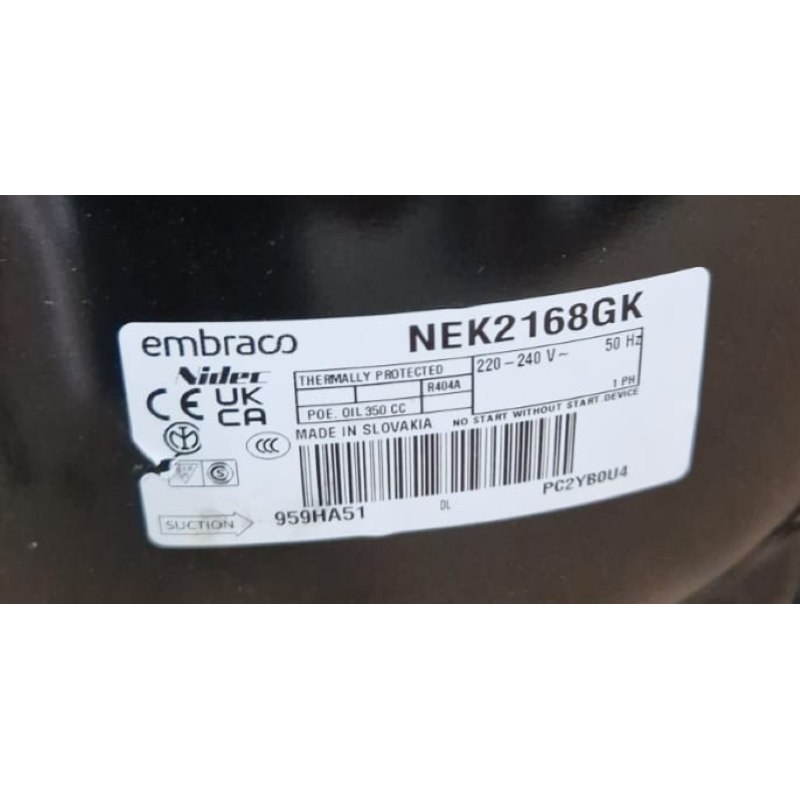 embraco
NEK2168GK
Nidec
THERMALLY PROTECTED
R404A
POE. OIL 350 CC
220-240 V~
50 Hz
1 PH
CE UK
CA
MADE IN SLOVAKIA
NO START WITHOUT START DEVICE
CCC
SUCTION
959HA51
DL
PC2YB0U4